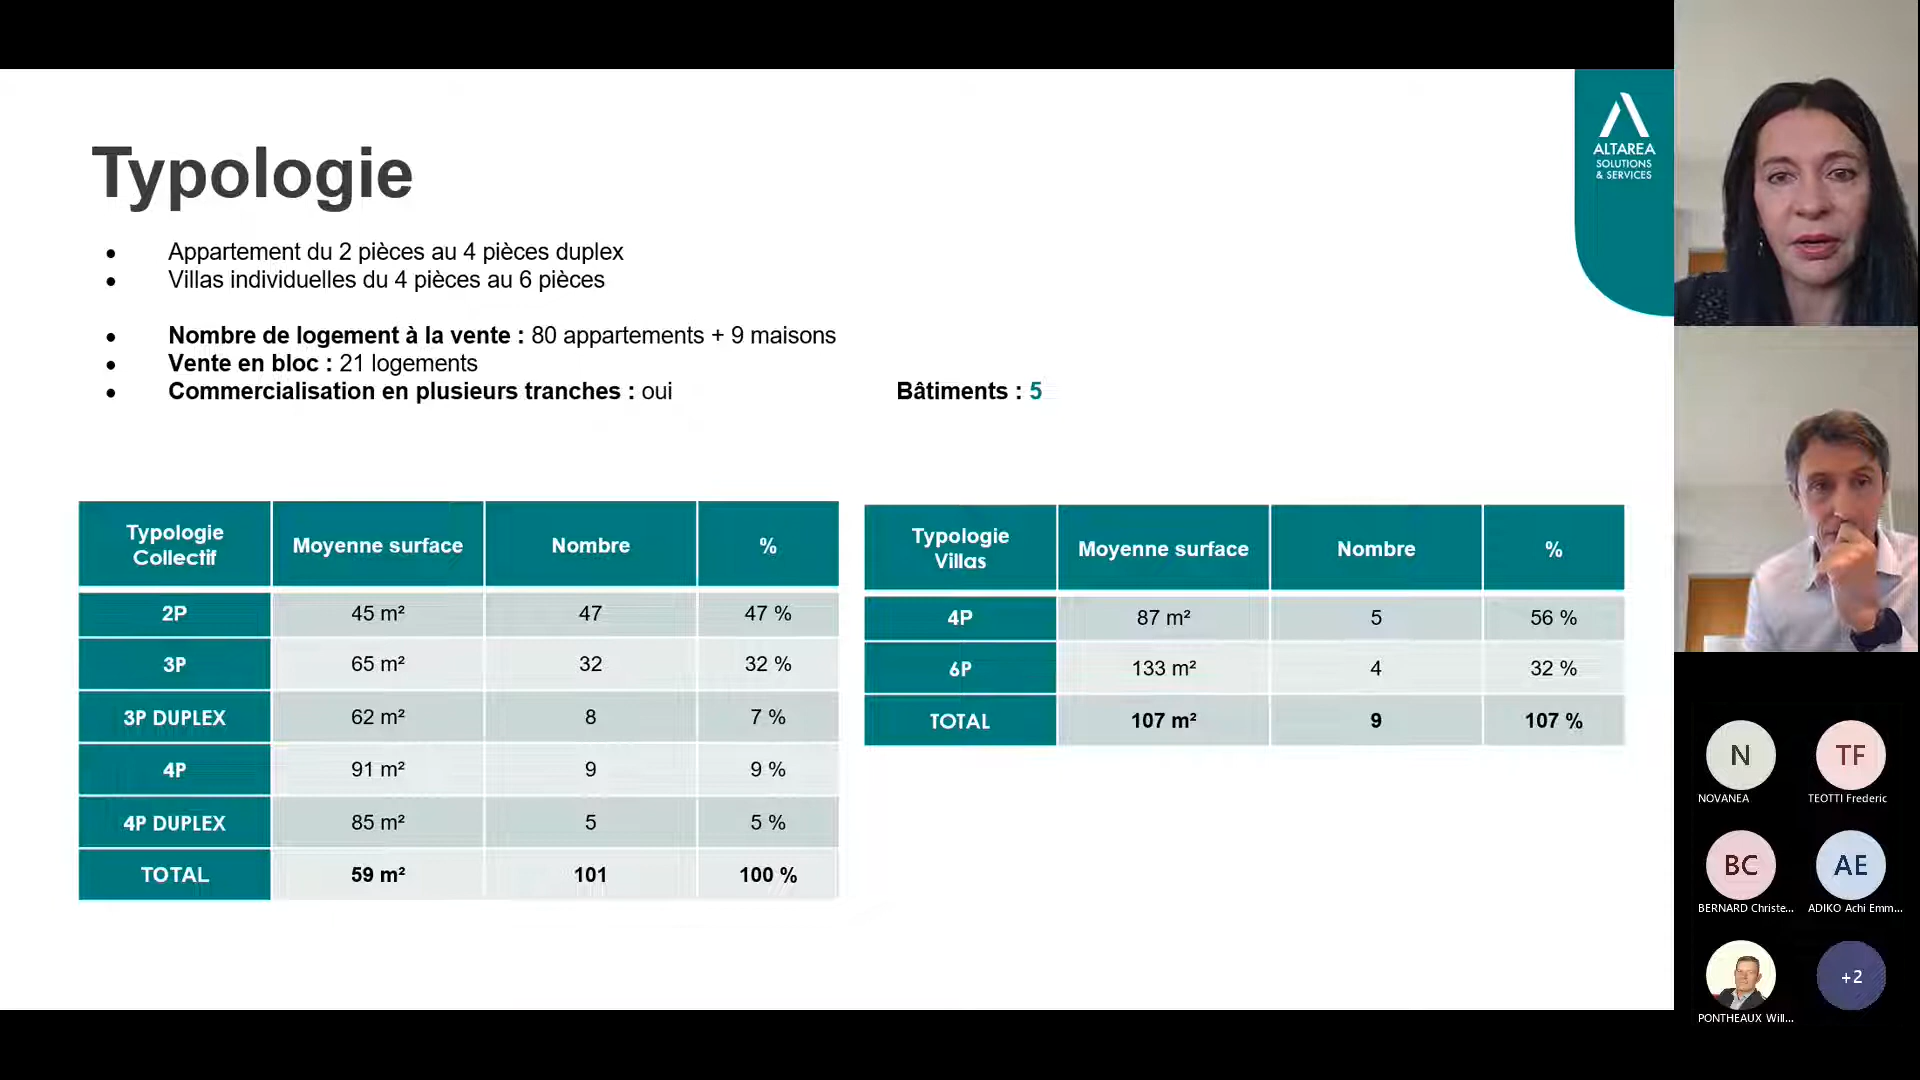 ALTAREA
SOLUTIONS
& SERVICES
Typologie
• Appartement du 2 pièces au 4 pièces duplex
• Villas individuelles du 4 pièces au 6 pièces
• Nombre de logement à la vente : 80 appartements + 9 maisons
• Vente en bloc : 21 logements
• Commercialisation en plusieurs tranches : oui
Bâtiments : 5
Typologie Collectif Moyenne surface Nombre %
2P 45 m² 47 47 %
3P 65 m² 32 32 %
3P DUPLEX 62 m² 8 7 %
4P 91 m² 9 9 %
4P DUPLEX 85 m² 5 5 %
TOTAL 59 m² 101 100 %
Typologie Villas Moyenne surface Nombre %
4P 87 m² 5 56 %
6P 133 m² 4 32 %
TOTAL 107 m² 9 107 %
N TF
NOVANEA TEOTTI Frederic
BC AE
BERNARD Christe... ADIKO Achi Emm...
+2
PONTHEAUX Will...